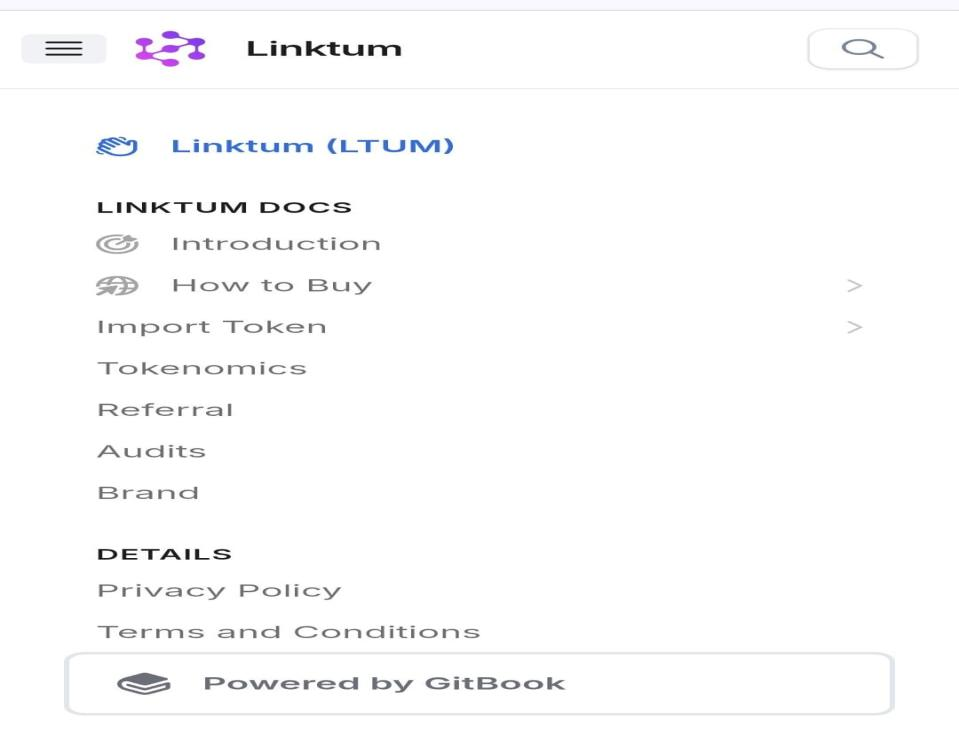 Linktum
Linktum (LTUM)
LINKTUM DOCS
Introduction
How to Buy
Import Token
Tokenomics
Referral
Audits
Brand
DETAILS
Privacy Policy
Terms and Conditions
Powered by GitBook